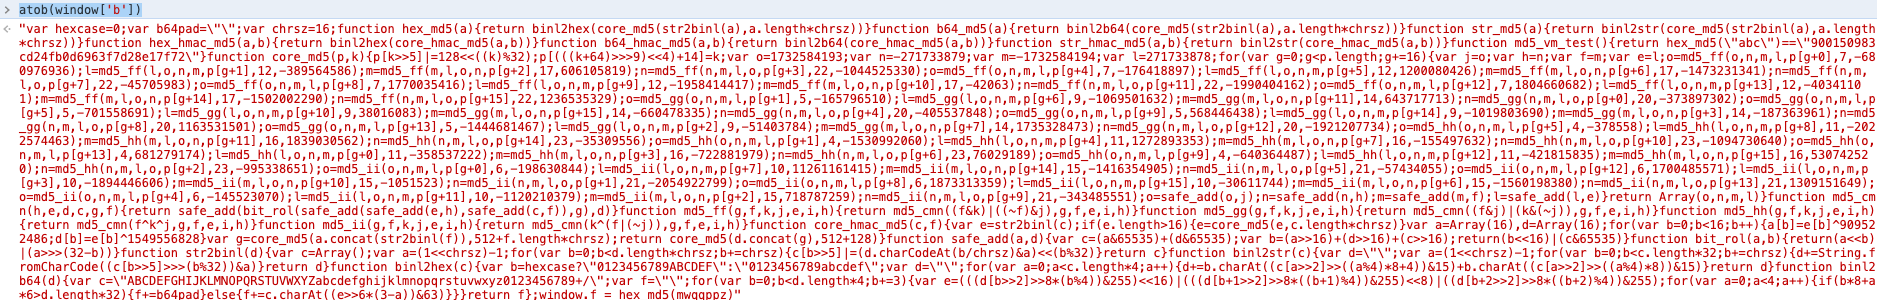 atob(window['b'])
"var hexcase=0;var b64pad=\"\";var chrsz=16;function hex_md5(a){return binl2hex(core_md5(str2binl(a),a.length*chrsz))}function b64_md5(a){return binl2b64(core_md5(str2binl(a),a.length*chrsz))}function str_md5(a){return binl2str(core_md5(str2binl(a),a.length
*chrsz))}function hex_hmac_md5(a,b){return binl2hex(core_hmac_md5(a,b))}function b64_hmac_md5(a,b){return binl2b64(core_hmac_md5(a,b))}function str_hmac_md5(a,b){return binl2str(core_hmac_md5(a,b))}function md5_vm_test(){return hex_md5(\"abc\")==\"900150983
cd24fb0d6963f7d28e17f72\"}function core_md5(p,k){p[k>>5]|=128<<((k)%32);p[(((k+64)>>>9)<<4)+14]=k;var o=1732584193;var n=-271733879;var m=-1732584194;var l=271733878;for(var g=0;g<p.length;g+=16){var j=o;var h=n;var f=m;var e=l;o=md5_ff(o,n,m,l,p[g+0],7,-68
0976936);l=md5_ff(l,o,n,m,p[g+1],12,-389564586);m=md5_ff(m,l,o,n,p[g+2],17,606105819);n=md5_ff(n,m,l,o,p[g+3],22,-1044525330);o=md5_ff(o,n,m,l,p[g+4],7,-176418897);l=md5_ff(l,o,n,m,p[g+5],12,1200080426);m=md5_ff(m,l,o,n,p[g+6],17,-1473231341);n=md5_ff(n,m,
l,o,p[g+7],22,-45705983);o=md5_ff(o,n,m,l,p[g+8],7,1770035416);l=md5_ff(l,o,n,m,p[g+9],12,-1958414417);m=md5_ff(m,l,o,n,p[g+10],17,-42063);n=md5_ff(n,m,l,o,p[g+11],22,-1990404162);o=md5_ff(o,n,m,l,p[g+12],7,1804660682);l=md5_ff(l,o,n,m,p[g+13],12,-4034110
1);m=md5_ff(m,l,o,n,p[g+14],17,-1502002290);n=md5_ff(n,m,l,o,p[g+15],22,1236535329);o=md5_gg(o,n,m,l,p[g+1],5,-165796510);l=md5_gg(l,o,n,m,p[g+6],9,-1069501632);m=md5_gg(m,l,o,n,p[g+11],14,643717713);n=md5_gg(n,m,l,o,p[g+0],20,-373897302);o=md5_gg(o,n,m,l,p
[g+5],5,-701558691);l=md5_gg(l,o,n,m,p[g+10],9,38016083);m=md5_gg(m,l,o,n,p[g+15],14,-660478335);n=md5_gg(n,m,l,o,p[g+4],20,-405537848);o=md5_gg(o,n,m,l,p[g+9],5,568446438);l=md5_gg(l,o,n,m,p[g+14],9,-1019803690);m=md5_gg(m,l,o,n,p[g+3],14,-187363961);n=md5
_gg(n,m,l,o,p[g+8],20,1163531501);o=md5_gg(o,n,m,l,p[g+13],5,-1444681467);l=md5_gg(l,o,n,m,p[g+2],9,-51403784);m=md5_gg(m,l,o,n,p[g+7],14,1735328473);n=md5_gg(n,m,l,o,p[g+12],20,-1921207734);o=md5_hh(o,n,m,l,p[g+5],4,-378558);l=md5_hh(l,o,n,m,p[g+8],11,-202
2574463);m=md5_hh(m,l,o,n,p[g+11],16,1839030562);n=md5_hh(n,m,l,o,p[g+14],23,-35309556);o=md5_hh(o,n,m,l,p[g+1],4,-1530992060);l=md5_hh(l,o,n,m,p[g+4],11,1272893353);m=md5_hh(m,l,o,n,p[g+7],16,-155497632);n=md5_hh(n,m,l,o,p[g+10],23,-1094730640);o=md5_hh(o,
n,m,l,p[g+13],4,681279174);l=md5_hh(l,o,n,m,p[g+0],11,-358537222);m=md5_hh(m,l,o,n,p[g+3],16,-722881979);n=md5_hh(n,m,l,o,p[g+6],23,76029189);o=md5_hh(o,n,m,l,p[g+9],4,-640364487);l=md5_hh(l,o,n,m,p[g+12],11,-421815835);m=md5_hh(m,l,o,n,p[g+15],16,53074252
0);n=md5_hh(n,m,l,o,p[g+2],23,-995338651);o=md5_ii(o,n,m,l,p[g+0],6,-198630844);l=md5_ii(l,o,n,m,p[g+7],10,11261161415);m=md5_ii(m,l,o,n,p[g+14],15,-1416354905);n=md5_ii(n,m,l,o,p[g+5],21,-57434055);o=md5_ii(o,n,m,l,p[g+12],6,1700485571);l=md5_ii(l,o,n,m,p
[g+3],10,-1894446606);m=md5_ii(m,l,o,n,p[g+10],15,-1051523);n=md5_ii(n,m,l,o,p[g+1],21,-2054922799);o=md5_ii(o,n,m,l,p[g+8],6,1873313359);l=md5_ii(l,o,n,m,p[g+15],10,-30611744);m=md5_ii(m,l,o,n,p[g+6],15,-1560198380);n=md5_ii(n,m,l,o,p[g+13],21,1309151649);
o=md5_ii(o,n,m,l,p[g+4],6,-145523070);l=md5_ii(l,o,n,m,p[g+11],10,-1120210379);m=md5_ii(m,l,o,n,p[g+2],15,718787259);n=md5_ii(n,m,l,o,p[g+9],21,-343485551);o=safe_add(o,j);n=safe_add(n,h);m=safe_add(m,f);l=safe_add(l,e)}return Array(o,n,m,l)}function md5_cm
n(h,e,d,c,g,f){return safe_add(bit_rol(safe_add(safe_add(e,h),safe_add(c,f)),g),d)}function md5_ff(g,f,k,j,e,i,h){return md5_cmn((f&k)|((~f)&j),g,f,e,i,h)}function md5_gg(g,f,k,j,e,i,h){return md5_cmn((f&j)|(k&(~j)),g,f,e,i,h)}function md5_hh(g,f,k,j,e,i,h)
{return md5_cmn(f^k^j,g,f,e,i,h)}function md5_ii(g,f,k,j,e,i,h){return md5_cmn(k^(f|(~j)),g,f,e,i,h)}function core_hmac_md5(c,f){var e=str2binl(c);if(e.length>16){e=core_md5(e,c.length*chrsz)}var a=Array(16),d=Array(16);for(var b=0;b<16;b++){a[b]=e[b]^90952
2486;d[b]=e[b]^1549556828}var g=core_md5(a.concat(str2binl(f)),512+f.length*chrsz);return core_md5(d.concat(g),512+128)}function safe_add(a,d){var c=(a&65535)+(d&65535);var b=(a>>16)+(d>>16)+(c>>16);return(b<<16)|(c&65535)}function bit_rol(a,b){return(a<<b)
|(a>>>(32-b))}function str2binl(d){var c=Array();var a=(1<<chrsz)-1;for(var b=0;b<d.length*chrsz;b+=chrsz){c[b>>5]|=(d.charCodeAt(b/chrsz)&a)<<(b%32)}return c}function binl2str(c){var d=\"\";var a=(1<<chrsz)-1;for(var b=0;b<c.length*32;b+=chrsz){d+=String.f
romCharCode((c[b>>5]>>>(b%32))&a)}return d}function binl2hex(c){var b=hexcase?\"0123456789ABCDEF\":\"0123456789abcdef\";var d=\"\";for(var a=0;a<c.length*4;a++){d+=b.charAt((c[a>>2]>>((a%4)*8+4))&15)+b.charAt((c[a>>2]>>((a%4)*8))&15)}return d}function binl2
b64(d){var c=\"ABCDEFGHIJKLMNOPQRSTUVWXYZabcdefghijklmnopqrstuvwxyz0123456789+/\";var f=\"\";for(var b=0;b<d.length*4;b+=3){var e=(((d[b>>2]>>8*(b%4))&255)<<16)|(((d[b+1>>2]>>8*((b+1)%4))&255)<<8)|((d[b+2>>2]>>8*((b+2)%4))&255);for(var a=0;a<4;a++){if(b*8+a
*6>d.length*32){f+=b64pad}else{f+=c.charAt((e>>6*(3-a))&63)}}}return f};window.f = hex_md5(mwqqppz)"